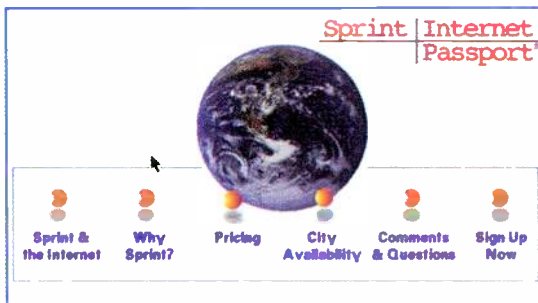 Sprint Internet
Passport
Sprint &
the Internet
Why
Sprint?
Pricing
City
Availability
Comments
& Questions
Sign Up
Now